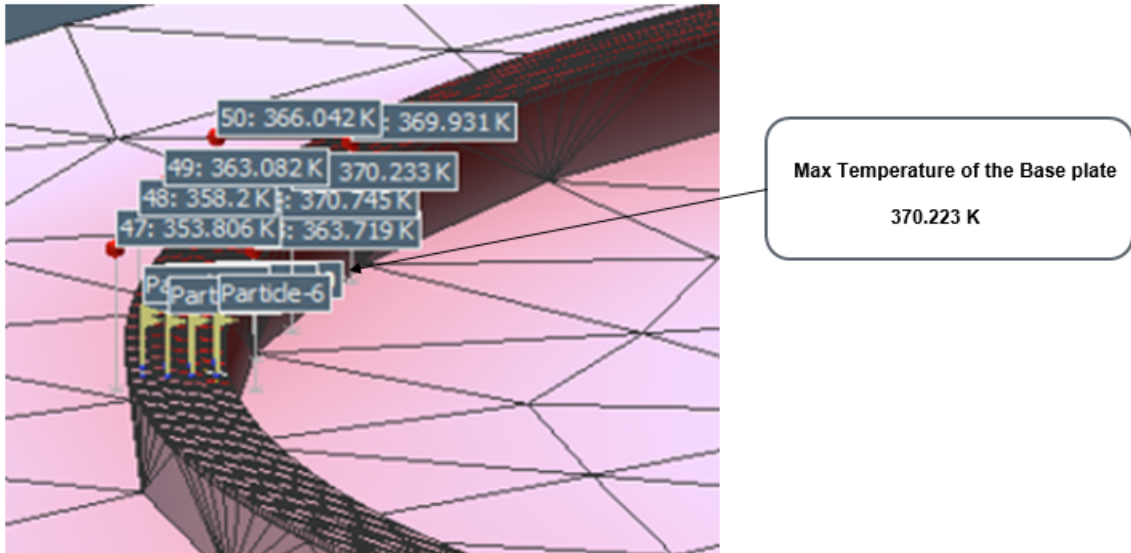 50: 366.042 K
: 369.931 K
49: 363.082 K
370.233 K
48: 358.2 K
: 370.745 K
47: 353.806 K
: 363.719 K
Pa
Part
Particle-6
Max Temperature of the Base plate
370.223 K